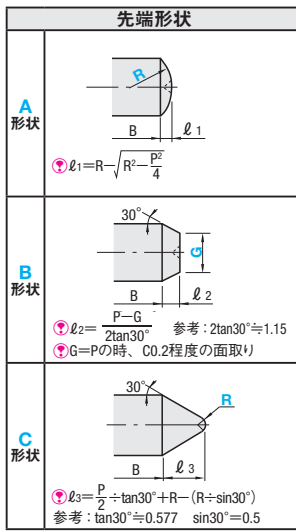 先端形状
A
形状
R
B ℓ1
ℓ1=R−√R²−P²/4
B
形状
30°
G
B ℓ2
ℓ2= P−G/2tan30° 参考:2tan30°≒1.15
G=Pの時、C0.2程度の面取り
C
形状
30°
R
B ℓ3
ℓ3=P/2÷tan30°+R−(R÷sin30°)
参考:tan30°≒0.577 sin30°=0.5